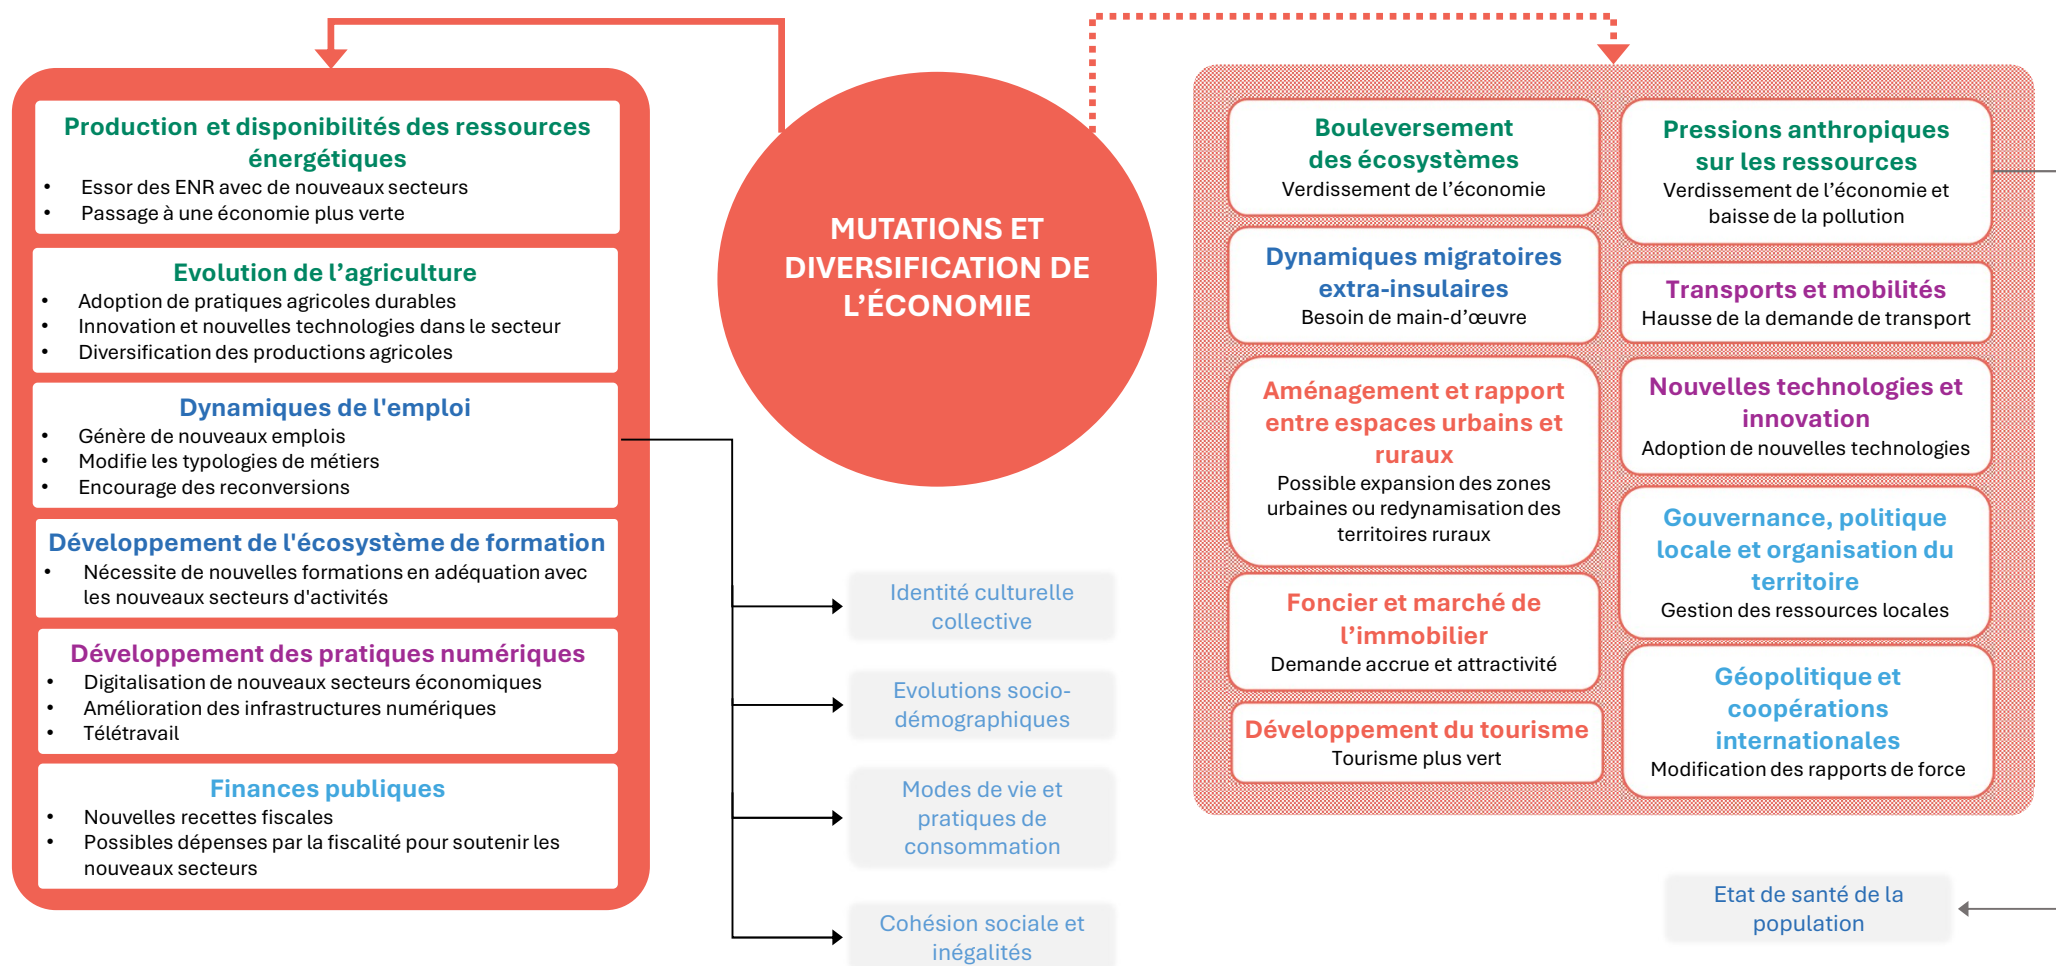 Production et disponibilités des ressources
énergétiques
• Essor des ENR avec de nouveaux secteurs
• Passage à une économie plus verte
Evolution de l’agriculture
• Adoption de pratiques agricoles durables
• Innovation et nouvelles technologies dans le secteur
• Diversification des productions agricoles
Dynamiques de l'emploi
• Génère de nouveaux emplois
• Modifie les typologies de métiers
• Encourage des reconversions
Développement de l'écosystème de formation
• Nécessite de nouvelles formations en adéquation avec
les nouveaux secteurs d'activités
Développement des pratiques numériques
• Digitalisation de nouveaux secteurs économiques
• Amélioration des infrastructures numériques
• Télétravail
Finances publiques
• Nouvelles recettes fiscales
• Possibles dépenses par la fiscalité pour soutenir les
nouveaux secteurs
MUTATIONS ET
DIVERSIFICATION DE
L’ÉCONOMIE
Identité culturelle
collective
Evolutions socio-
démographiques
Modes de vie et
pratiques de
consommation
Cohésion sociale et
inégalités
Bouleversement
des écosystèmes
Verdissement de l’économie
Dynamiques migratoires
extra-insulaires
Besoin de main-d’œuvre
Aménagement et rapport
entre espaces urbains et
ruraux
Possible expansion des zones
urbaines ou redynamisation des
territoires ruraux
Foncier et marché de
l’immobilier
Demande accrue et attractivité
Développement du tourisme
Tourisme plus vert
Pressions anthropiques
sur les ressources
Verdissement de l’économie et
baisse de la pollution
Transports et mobilités
Hausse de la demande de transport
Nouvelles technologies et
innovation
Adoption de nouvelles technologies
Gouvernance, politique
locale et organisation du
territoire
Gestion des ressources locales
Géopolitique et
coopérations
internationales
Modification des rapports de force
Etat de santé de la
population